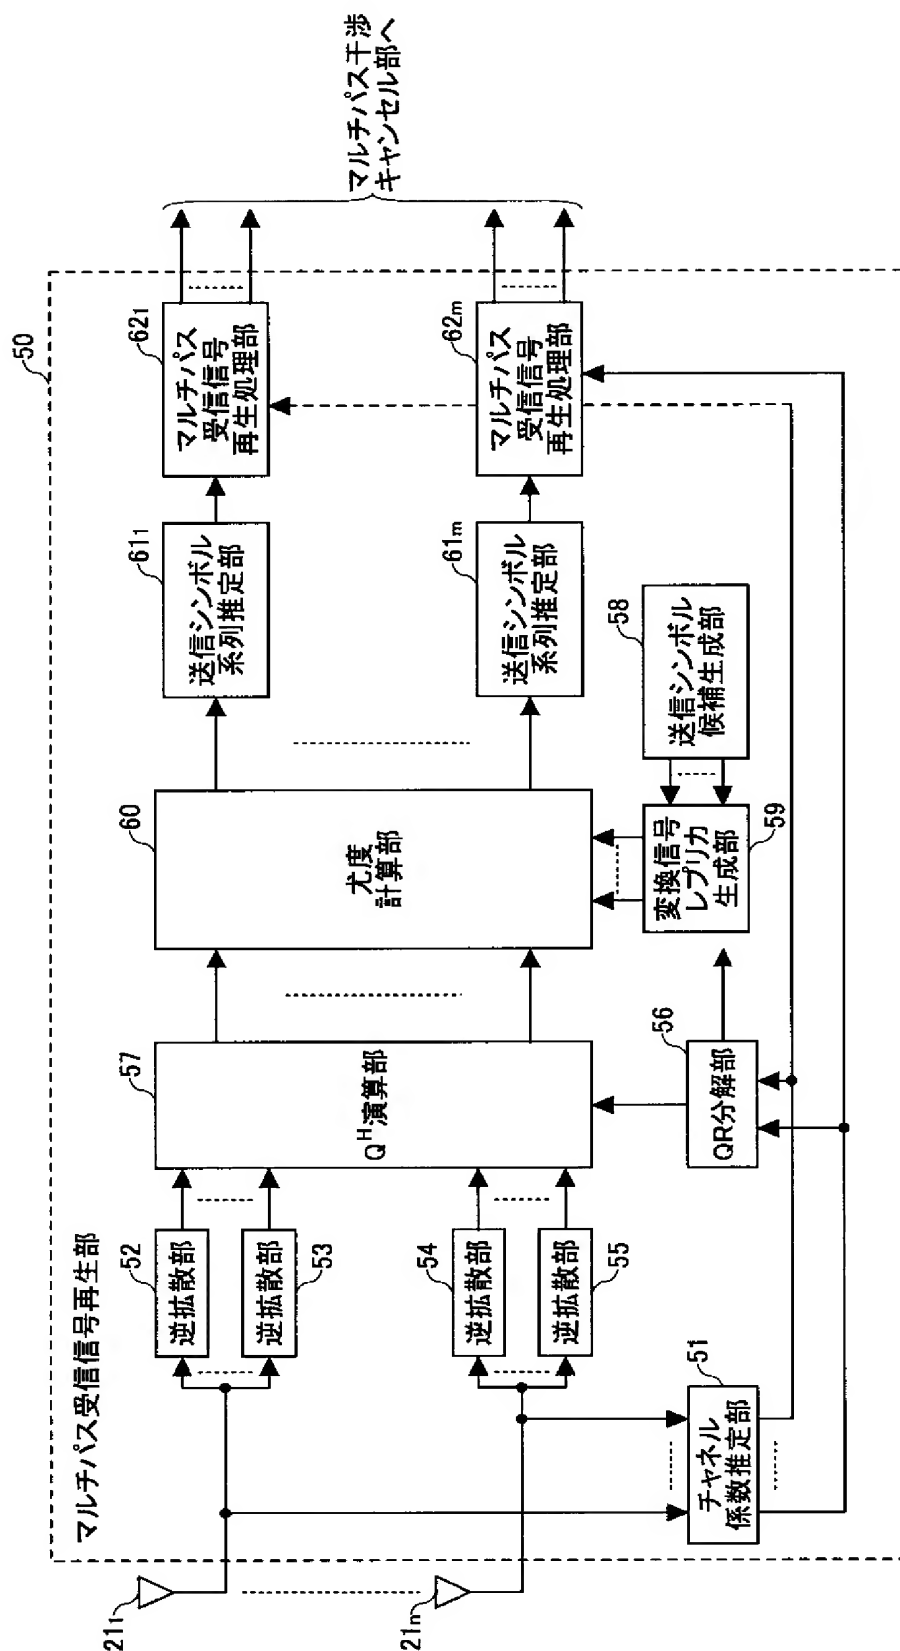 50
マルチパス受信信号再生部
21₁
21n
52
逆拡散部
53
逆拡散部
54
逆拡散部
55
逆拡散部
51
チャネル
係数推定部
57
Qᴴ演算部
56
QR分解部
60
尤度
計算部
59
変換信号
レプリカ
生成部
58
送信シンボル
候補生成部
61₁
送信シンボル
系列推定部
61m
送信シンボル
系列推定部
62₁
マルチパス
受信信号
再生処理部
62m
マルチパス
受信信号
再生処理部
マルチパス干渉
キャンセル部へ